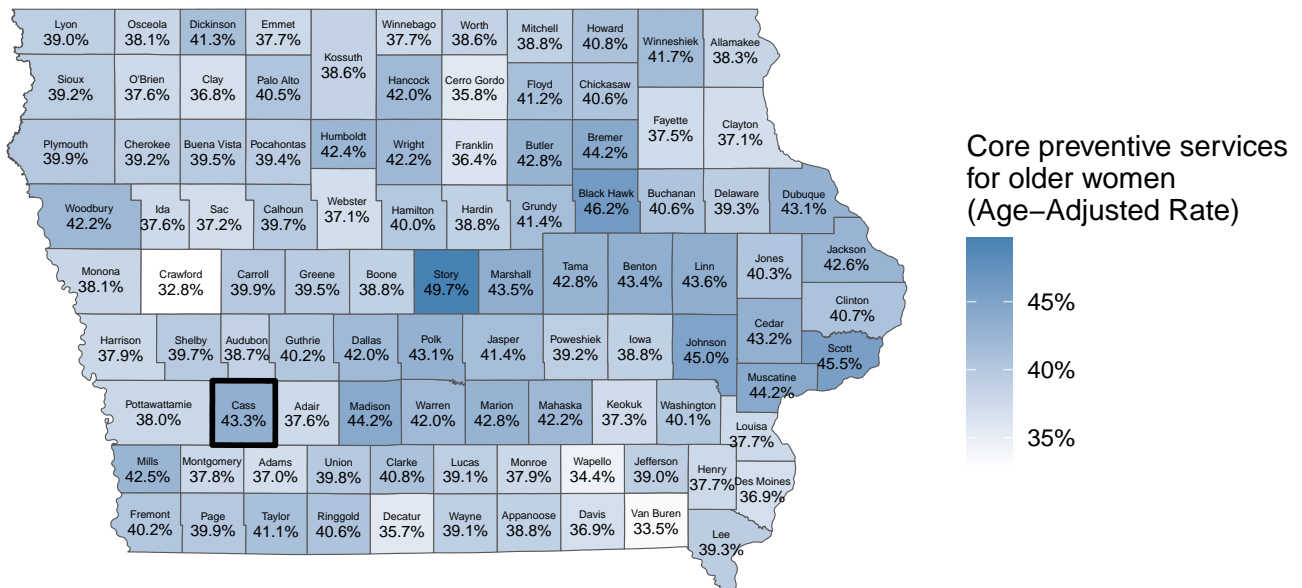 Lyon
39.0%
Osceola
38.1%
Dickinson
41.3%
Emmet
37.7%
Kossuth
38.6%
Winnebago
37.7%
Worth
38.6%
Mitchell
38.8%
Howard
40.8%
Winneshiek
41.7%
Allamakee
38.3%
Sioux
39.2%
O'Brien
37.6%
Clay
36.8%
Palo Alto
40.5%
Hancock
42.0%
Cerro Gordo
35.8%
Floyd
41.2%
Chickasaw
40.6%
Fayette
37.5%
Clayton
37.1%
Plymouth
39.9%
Cherokee
39.2%
Buena Vista
39.5%
Pocahontas
39.4%
Humboldt
42.4%
Wright
42.2%
Franklin
36.4%
Butler
42.8%
Bremer
44.2%
Woodbury
42.2%
Ida
37.6%
Sac
37.2%
Calhoun
39.7%
Webster
37.1%
Hamilton
40.0%
Hardin
38.8%
Grundy
41.4%
Black Hawk
46.2%
Buchanan
40.6%
Delaware
39.3%
Dubuque
43.1%
Monona
38.1%
Crawford
32.8%
Carroll
39.9%
Greene
39.5%
Boone
38.8%
Story
49.7%
Marshall
43.5%
Tama
42.8%
Benton
43.4%
Linn
43.6%
Jones
40.3%
Jackson
42.6%
Clinton
40.7%
Harrison
37.9%
Shelby
39.7%
Audubon
38.7%
Guthrie
40.2%
Dallas
42.0%
Polk
43.1%
Jasper
41.4%
Poweshiek
39.2%
Iowa
38.8%
Johnson
45.0%
Cedar
43.2%
Scott
45.5%
Muscatine
44.2%
Pottawattamie
38.0%
Cass
43.3%
Adair
37.6%
Madison
44.2%
Warren
42.0%
Marion
42.8%
Mahaska
42.2%
Keokuk
37.3%
Washington
40.1%
Louisa
37.7%
Mills
42.5%
Montgomery
37.8%
Adams
37.0%
Union
39.8%
Clarke
40.8%
Lucas
39.1%
Monroe
37.9%
Wapello
34.4%
Jefferson
39.0%
Henry
37.7%
Des Moines
36.9%
Fremont
40.2%
Page
39.9%
Taylor
41.1%
Ringgold
40.6%
Decatur
35.7%
Wayne
39.1%
Appanoose
38.8%
Davis
36.9%
Van Buren
33.5%
Lee
39.3%
Core preventive services
for older women
(Age−Adjusted Rate)
45%
40%
35%